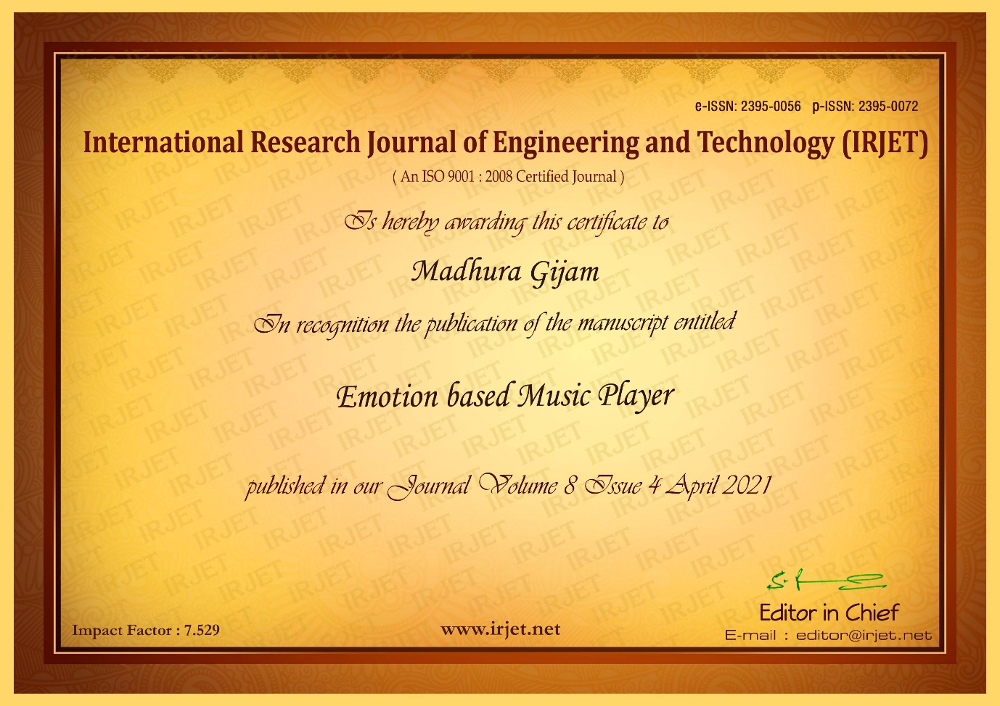 e-ISSN: 2395-0056 p-ISSN: 2395-0072
International Research Journal of Engineering and Technology (IRJET)
( An ISO 9001 : 2008 Certified Journal )
Is hereby awarding this certificate to
Madhura Gijam
In recognition the publication of the manuscript entitled
Emotion based Music Player
published in our Journal Volume 8 Issue 4 April 2021
Editor in Chief
Impact Factor : 7.529
www.irjet.net
E-mail : editor@irjet.net